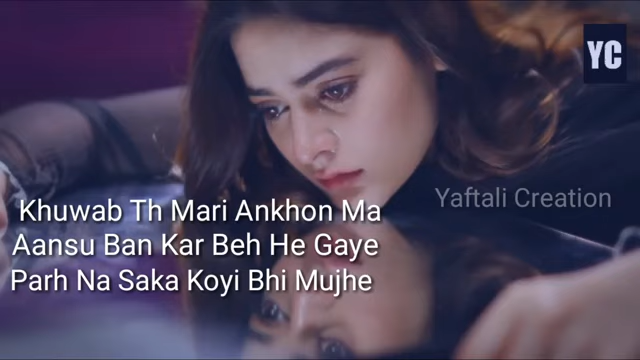 YC
Yaftali Creation
Khuwab Th Mari Ankhon Ma
Aansu Ban Kar Beh He Gaye
Parh Na Saka Koyi Bhi Mujhe